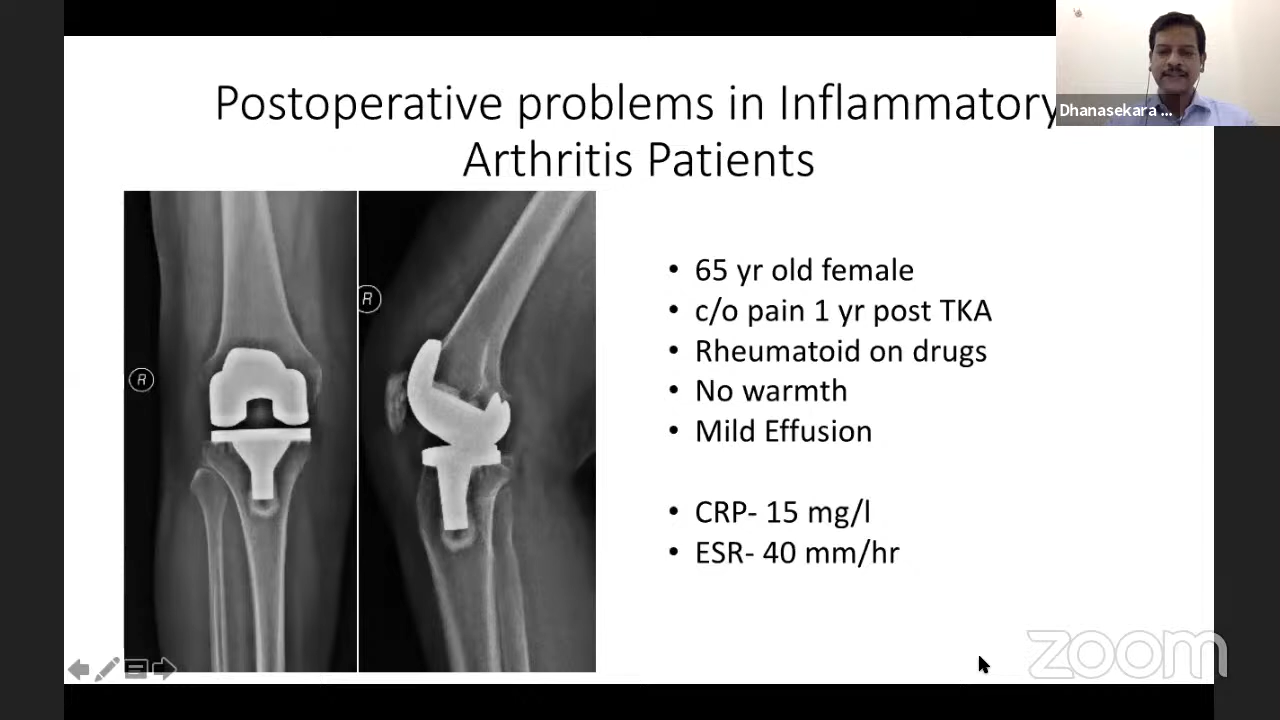 Postoperative problems in Inflammatory
Arthritis Patients
Dhanasekara ...
R
R
• 65 yr old female
• c/o pain 1 yr post TKA
• Rheumatoid on drugs
• No warmth
• Mild Effusion
• CRP- 15 mg/l
• ESR- 40 mm/hr
zoom